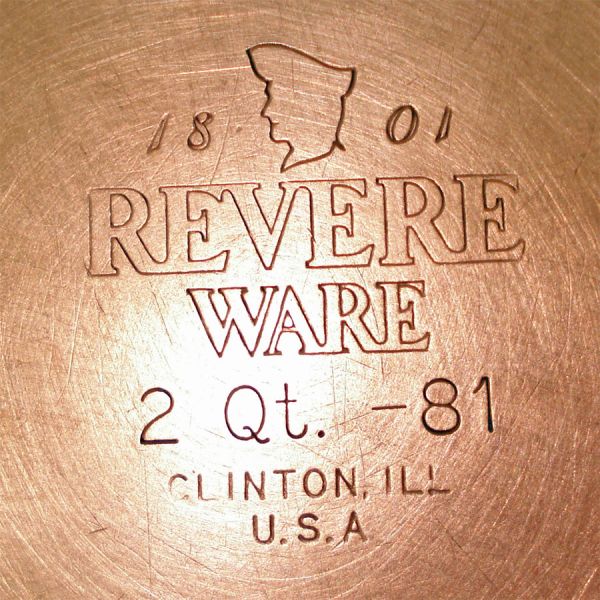 18 01
REVERE
WARE
2 Qt. -81
CLINTON, ILL
U.S.A